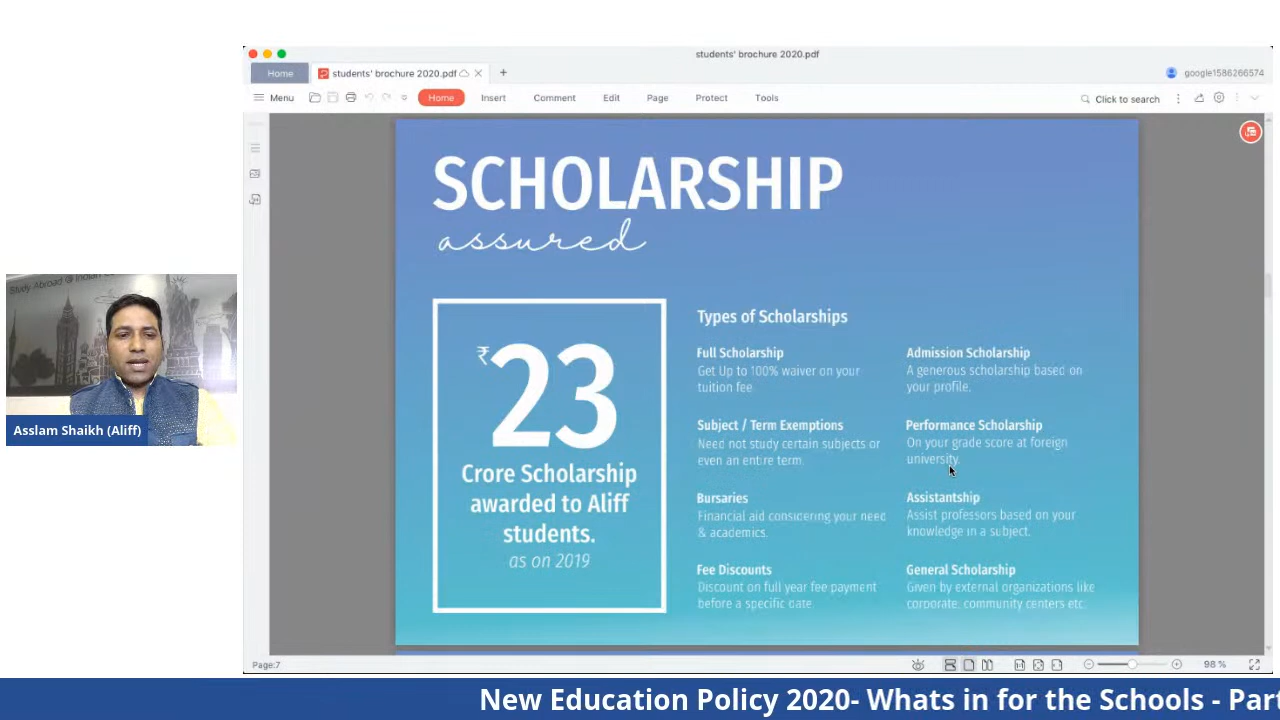 students' brochure 2020.pdf
Home
students' brochure 2020.pdf
google1586266574
Menu
Home
Insert
Comment
Edit
Page
Protect
Tools
Click to search
SCHOLARSHIP
assured
₹23
Crore Scholarship
awarded to Aliff
students.
as on 2019
Types of Scholarships
Full Scholarship
Get Up to 100% waiver on your
tuition fee
Admission Scholarship
A generous scholarship based on
your profile.
Subject / Term Exemptions
Need not study certain subjects or
even an entire term.
Performance Scholarship
On your grade score at foreign
university.
Bursaries
Financial aid considering your need
& academics.
Assistantship
Assist professors based on your
knowledge in a subject.
Fee Discounts
Discount on full year fee payment
before a specific date
General Scholarship
Given by external organizations like
corporate, community centers etc.
Study Abroad @ Indian
Asslam Shaikh (Aliff)
Page:7
98 %
New Education Policy 2020- Whats in for the Schools - Part